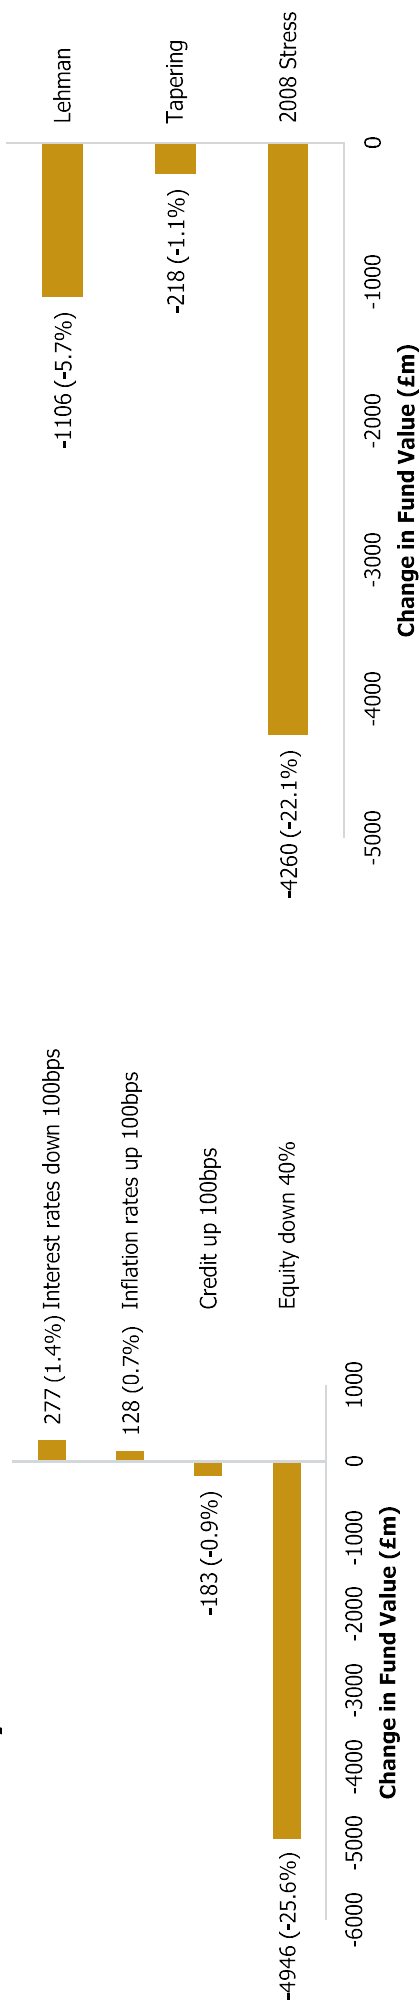 277 (1.4%) Interest rates down 100bps
128 (0.7%) Inflation rates up 100bps
-183 (-0.9%)
Credit up 100bps
-4946 (-25.6%)
Equity down 40%
-6000 -5000 -4000 -3000 -2000 -1000 0 1000
Change in Fund Value (£m)
-1106 (-5.7%)
Lehman
-218 (-1.1%)
Tapering
-4260 (-22.1%)
2008 Stress
-5000 -4000 -3000 -2000 -1000 0
Change in Fund Value (£m)